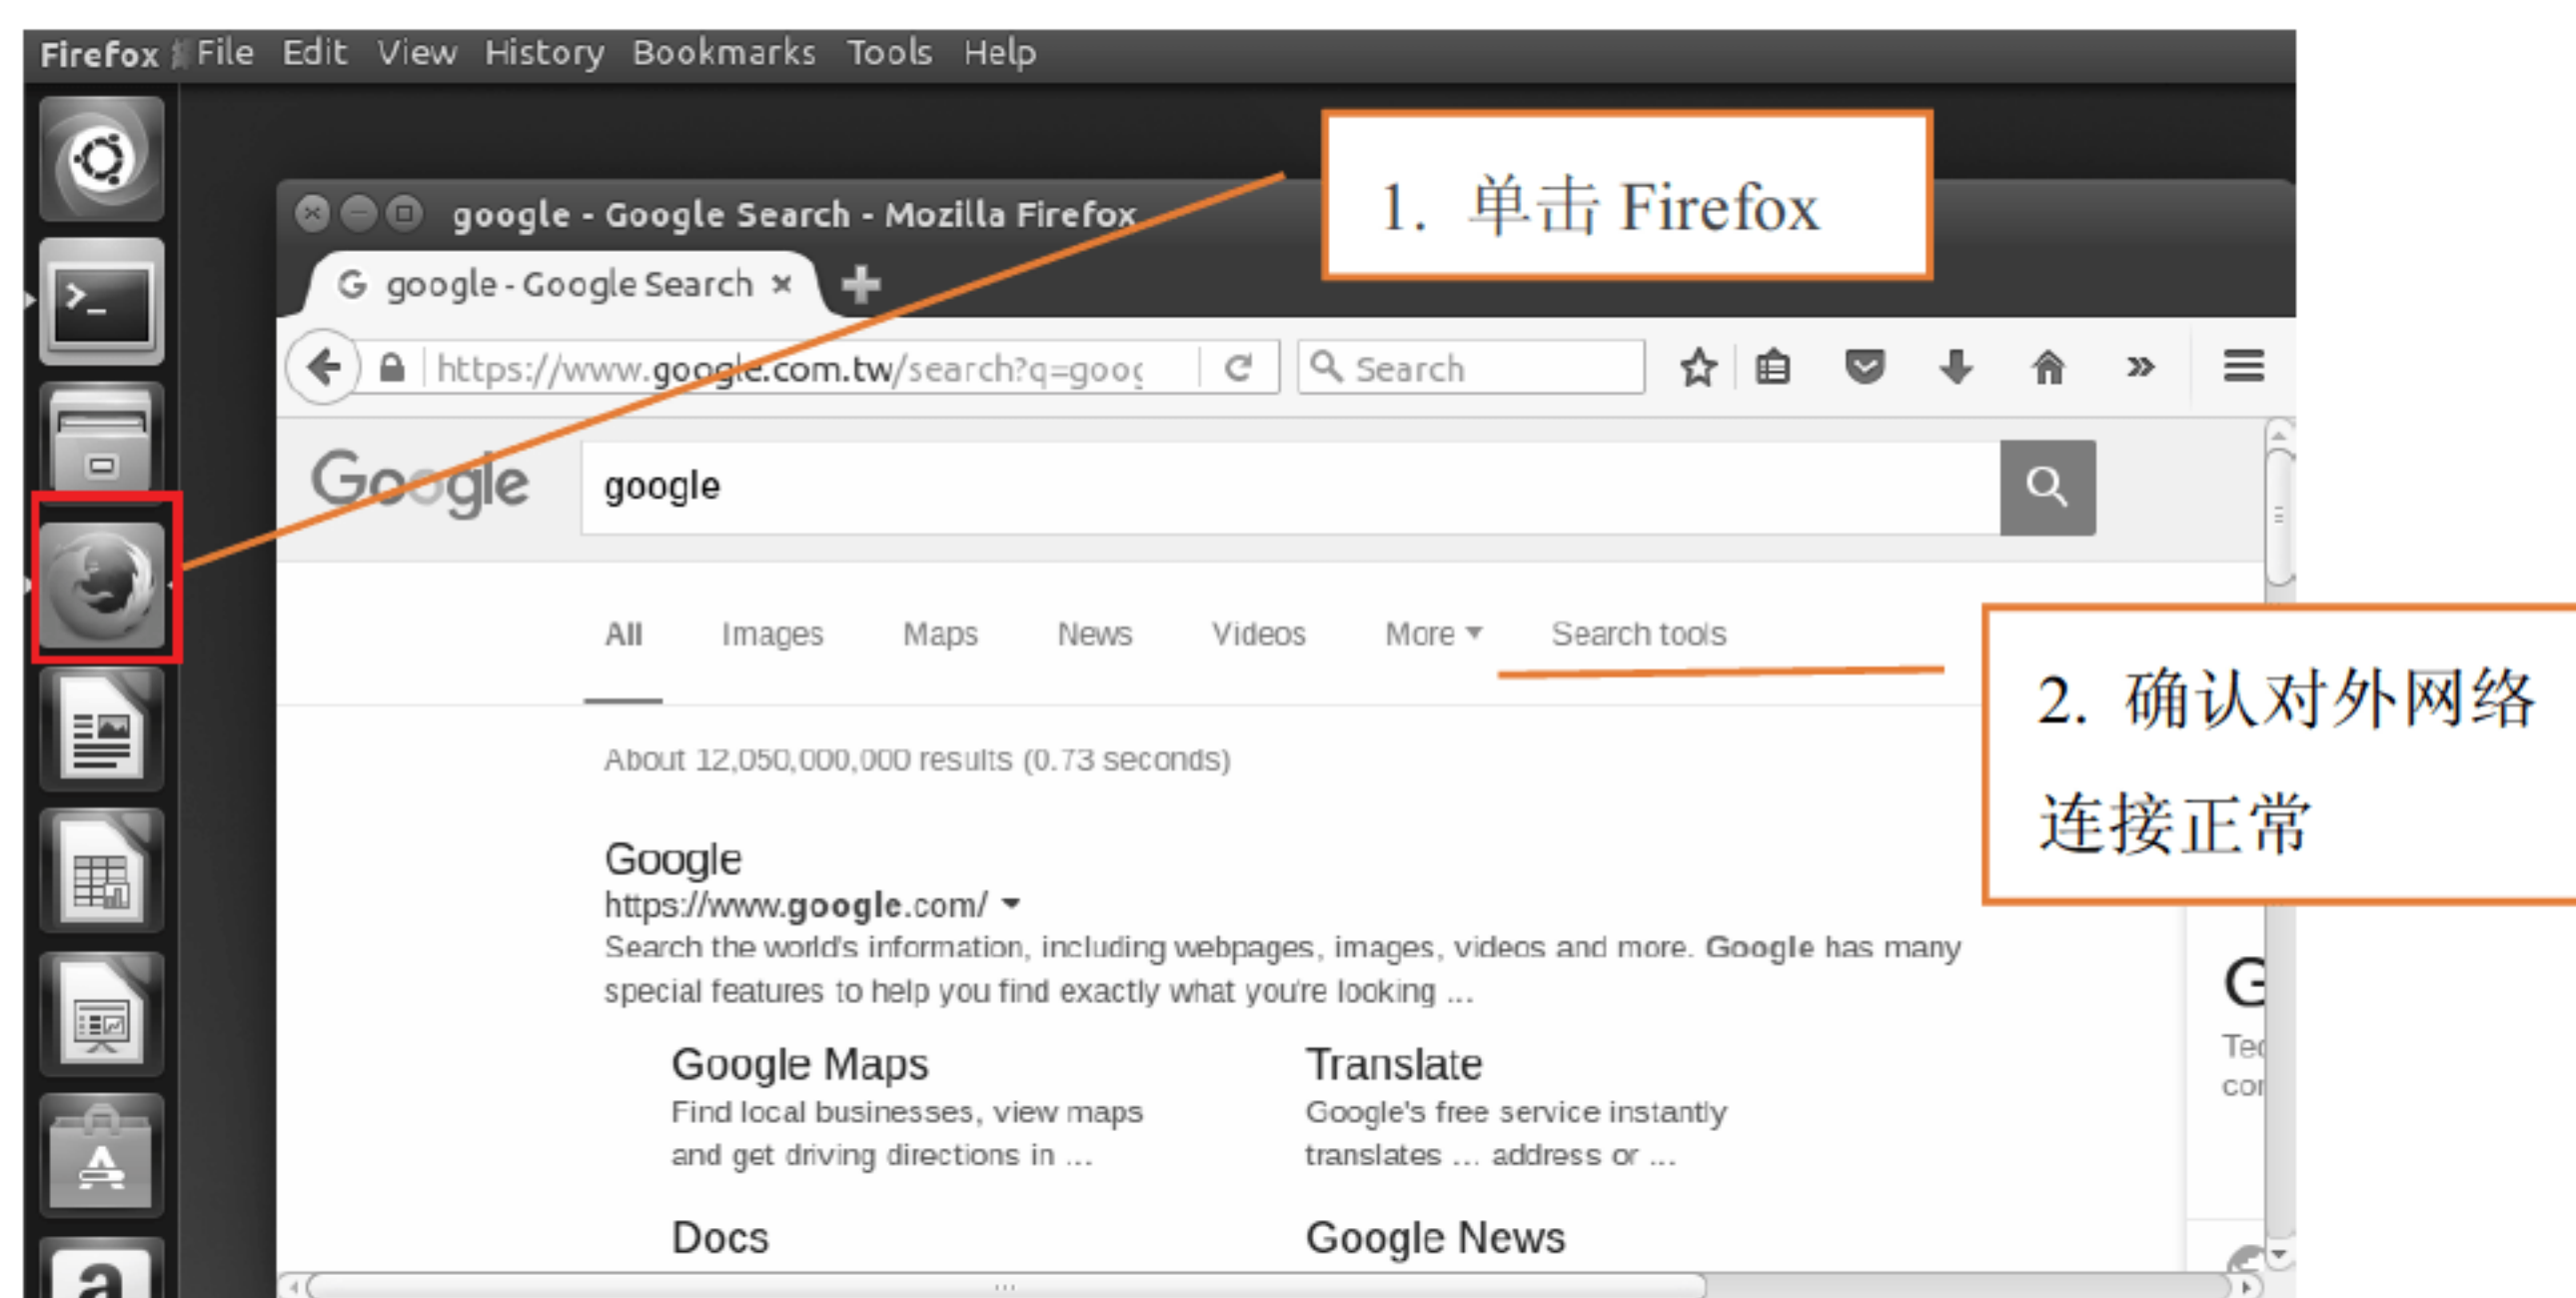 Firefox File Edit View History Bookmarks Tools Help
1. 单击 Firefox
google - Google Search - Mozilla Firefox
google - Google Search
https://www.google.com.tw/search?q=goog
Search
Google
google
All Images Maps News Videos More Search tools
2. 确认对外网络
连接正常
About 12,050,000,000 results (0.73 seconds)
Google
https://www.google.com/
Search the world's information, including webpages, images, videos and more. Google has many
special features to help you find exactly what you're looking ...
Google Maps
Find local businesses, view maps
and get driving directions in ...
Translate
Google's free service instantly
translates ... address or ...
Docs
Google News